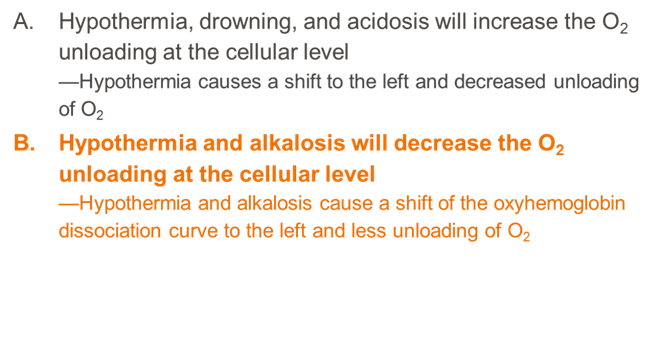 A. Hypothermia, drowning, and acidosis will increase the O₂
unloading at the cellular level
—Hypothermia causes a shift to the left and decreased unloading
of O₂
B. Hypothermia and alkalosis will decrease the O₂
unloading at the cellular level
—Hypothermia and alkalosis cause a shift of the oxyhemoglobin
dissociation curve to the left and less unloading of O₂